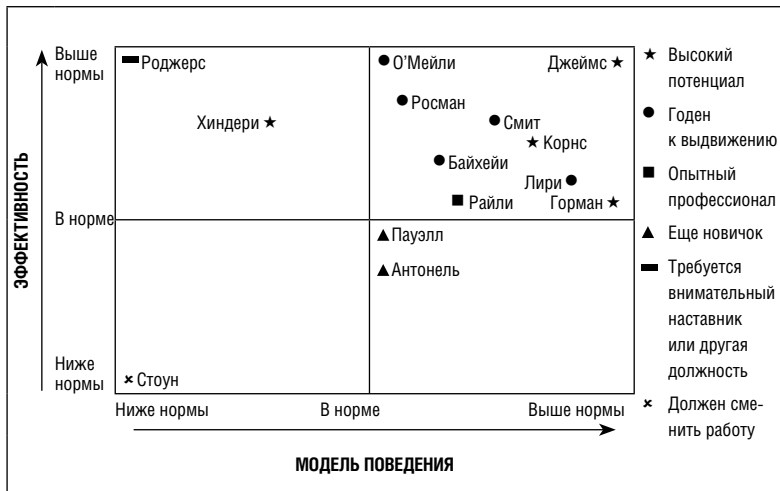 ЭФФЕКТИВНОСТЬ
Выше
нормы
В норме
Ниже
нормы
Роджерс
Хиндери
О’Мейли
Джеймс
Росман
Смит
Корнс
Байхейи
Лири
Райли
Горман
Пауэлл
Антонель
Стоун
Ниже нормы
В норме
Выше нормы
МОДЕЛЬ ПОВЕДЕНИЯ
Высокий
потенциал
Годен
к выдвижению
Опытный
профессионал
Еще новичок
Требуется
внимательный
наставник
или другая
должность
Должен сме-
нить работу